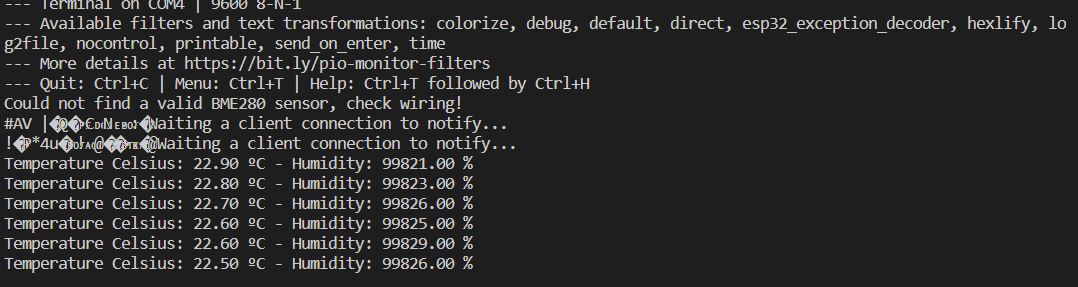 --- Terminal on COM4 | 9600 8-N-1
--- Available filters and text transformations: colorize, debug, default, direct, esp32_exception_decoder, hexlify, lo
g2file, nocontrol, printable, send_on_enter, time
--- More details at https://bit.ly/pio-monitor-filters
--- Quit: Ctrl+C | Menu: Ctrl+T | Help: Ctrl+T followed by Ctrl+H
Could not find a valid BME280 sensor, check wiring!
#AV | Waiting a client connection to notify...
Waiting a client connection to notify...
Temperature Celsius: 22.90 ºC - Humidity: 99821.00 %
Temperature Celsius: 22.80 ºC - Humidity: 99823.00 %
Temperature Celsius: 22.70 ºC - Humidity: 99826.00 %
Temperature Celsius: 22.60 ºC - Humidity: 99825.00 %
Temperature Celsius: 22.60 ºC - Humidity: 99829.00 %
Temperature Celsius: 22.50 ºC - Humidity: 99826.00 %